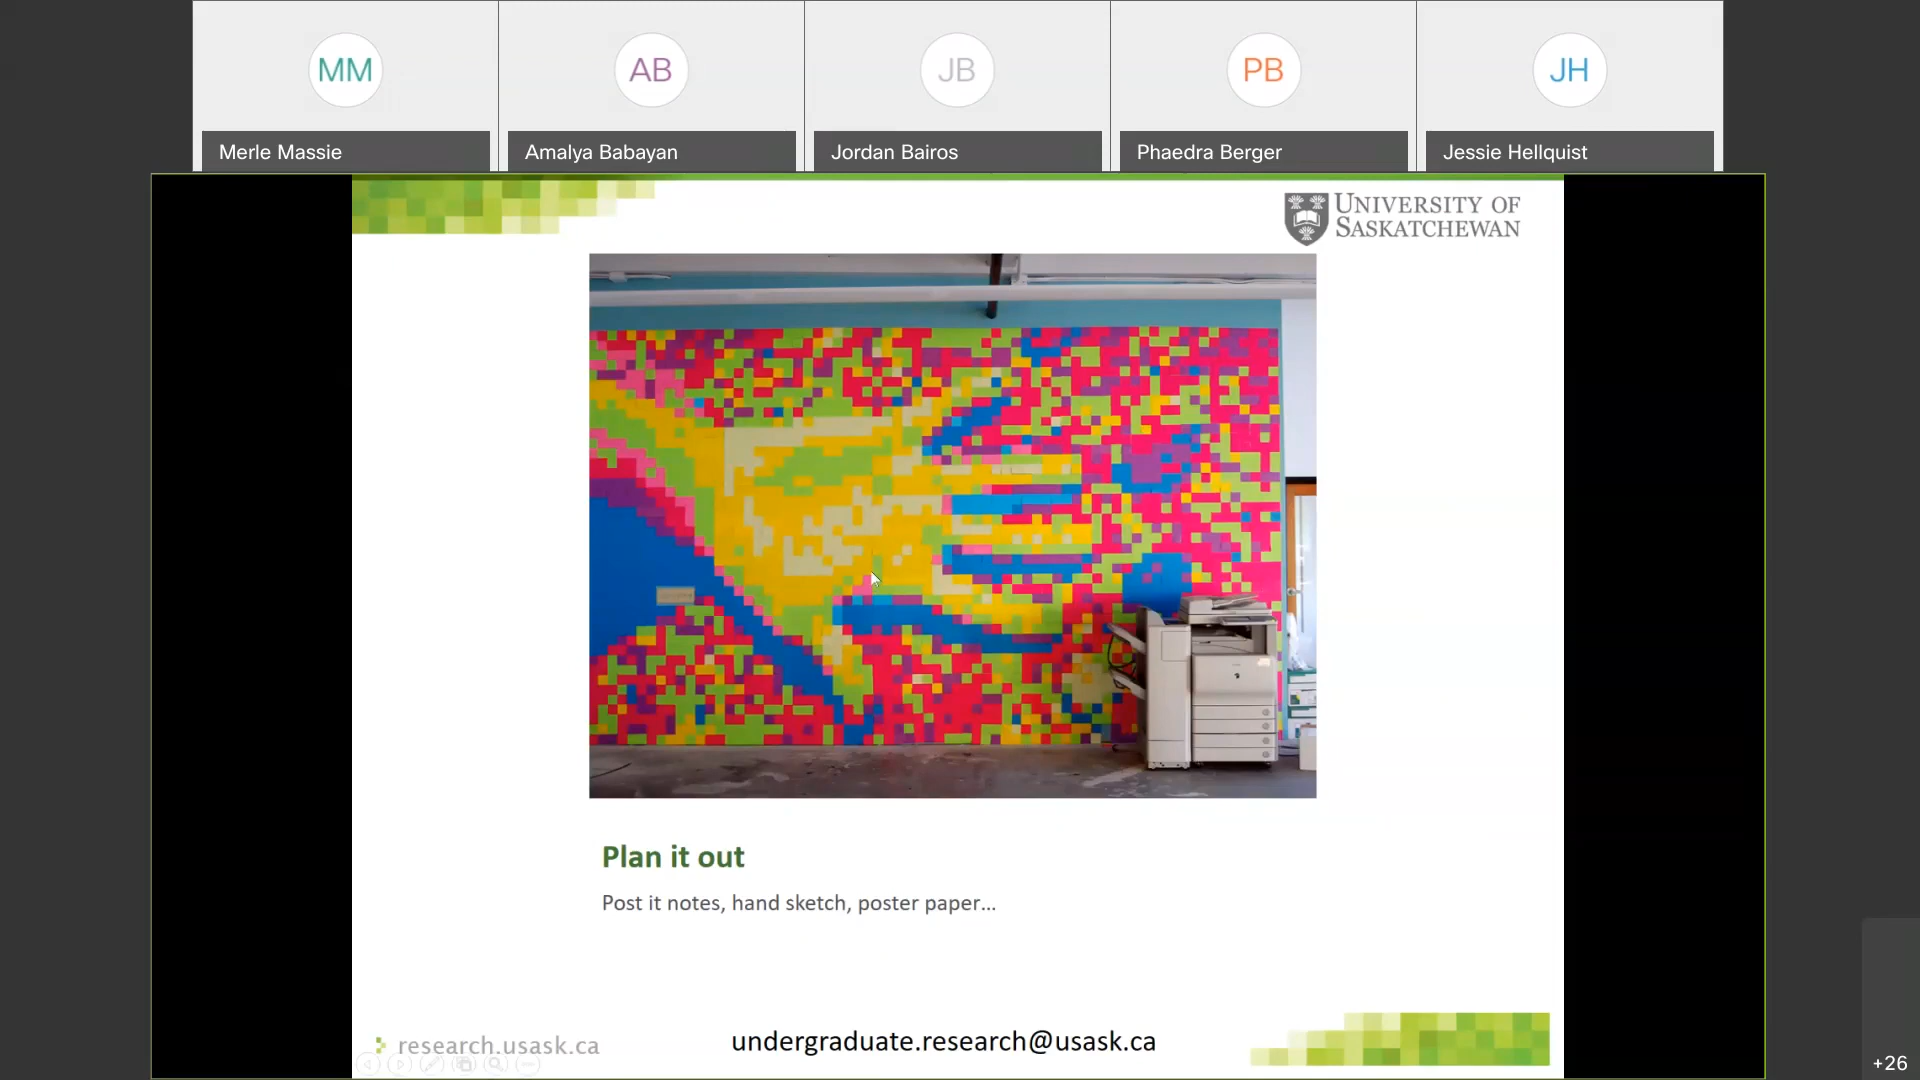 MM
AB
JB
PB
JH
Merle Massie
Amalya Babayan
Jordan Bairos
Phaedra Berger
Jessie Hellquist
UNIVERSITY OF
SASKATCHEWAN
Plan it out
Post it notes, hand sketch, poster paper...
research.usask.ca
undergraduate.research@usask.ca
+26